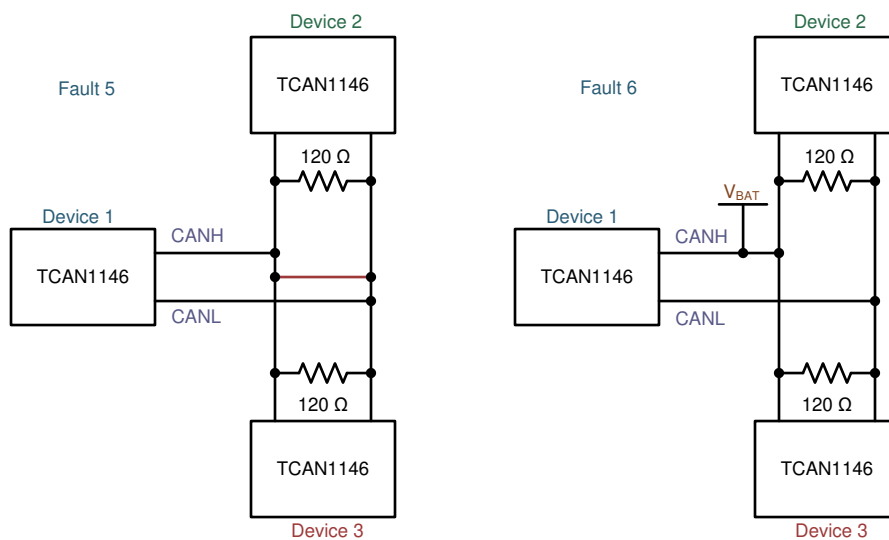 Device 2
TCAN1146
Fault 5
120 Ω
Device 1
CANH
TCAN1146
CANL
120 Ω
TCAN1146
Device 3
Device 2
TCAN1146
Fault 6
120 Ω
VBAT
Device 1
CANH
TCAN1146
CANL
120 Ω
TCAN1146
Device 3